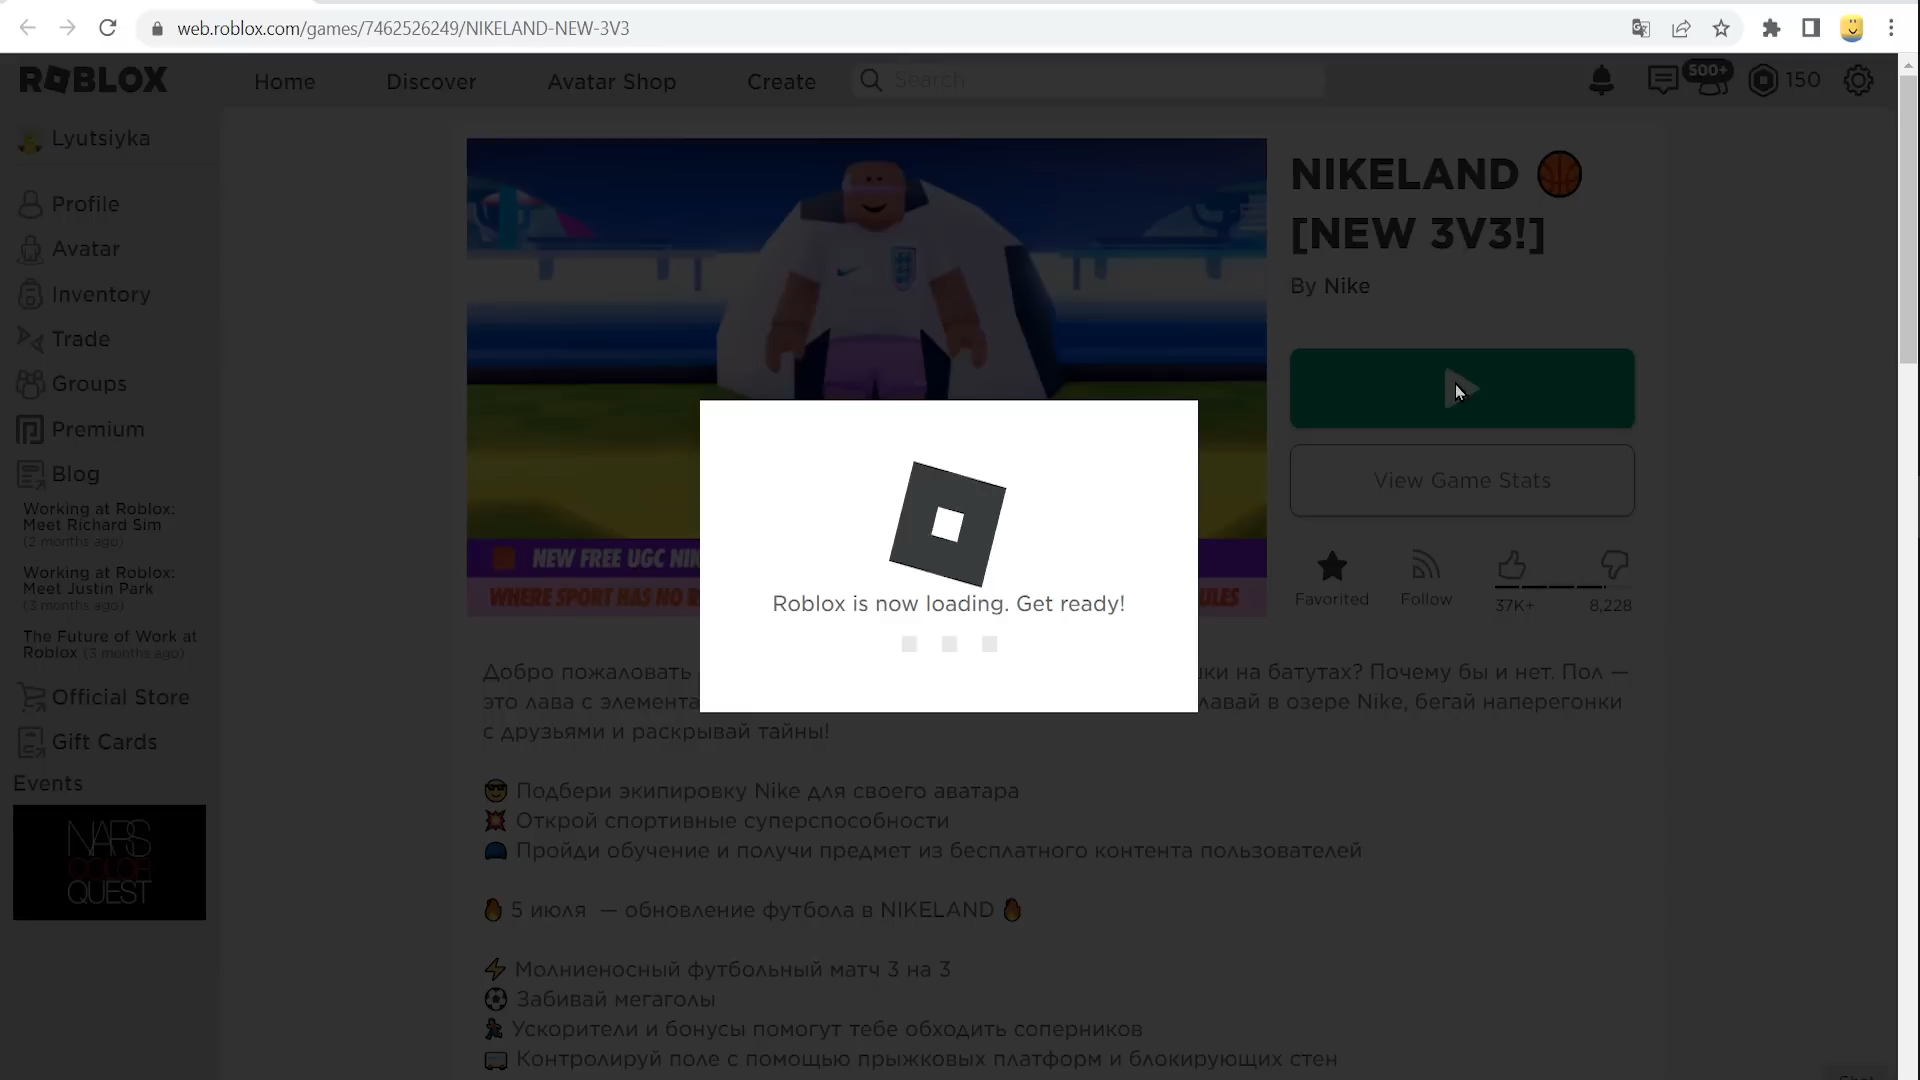 web.roblox.com/games/7462526249/NIKELAND-NEW-3V3
ROBLOX
Home
Discover
Avatar Shop
Create
Search
500+
150
Lyutsiyka
Profile
Avatar
Inventory
Trade
Groups
Premium
Blog
Working at Roblox:
Meet Richard Sim
(2 months ago)
Working at Roblox:
Meet Justin Park
(3 months ago)
The Future of Work at
Roblox (3 months ago)
Official Store
Gift Cards
Events
NARS
COLOR
QUEST
NEW FREE UGC
WHERE SPORT HAS NO
NIKELAND 🏀
[NEW 3V3!]
By Nike
View Game Stats
Favorited
Follow
37K+
8,228
Roblox is now loading. Get ready!
Добро пожаловать на батутах? Почему бы и нет. Пол —
это лава с в озере Nike, бегай наперегонки
с друзьями и раскрывай тайны!
😎 Подбери экипировку Nike для своего аватара
💥 Открой спортивные суперспособности
🧢 Пройди обучение и получи предмет из бесплатного контента пользователей
🔥 5 июля — обновление футбола в NIKELAND 🔥
⚡ Молниеносный футбольный матч 3 на 3
⚽ Забивай мегаголы
Ускорители и бонусы помогут тебе обходить соперников
Контролируй поле с помощью прыжковых платформ и блокирующих стен